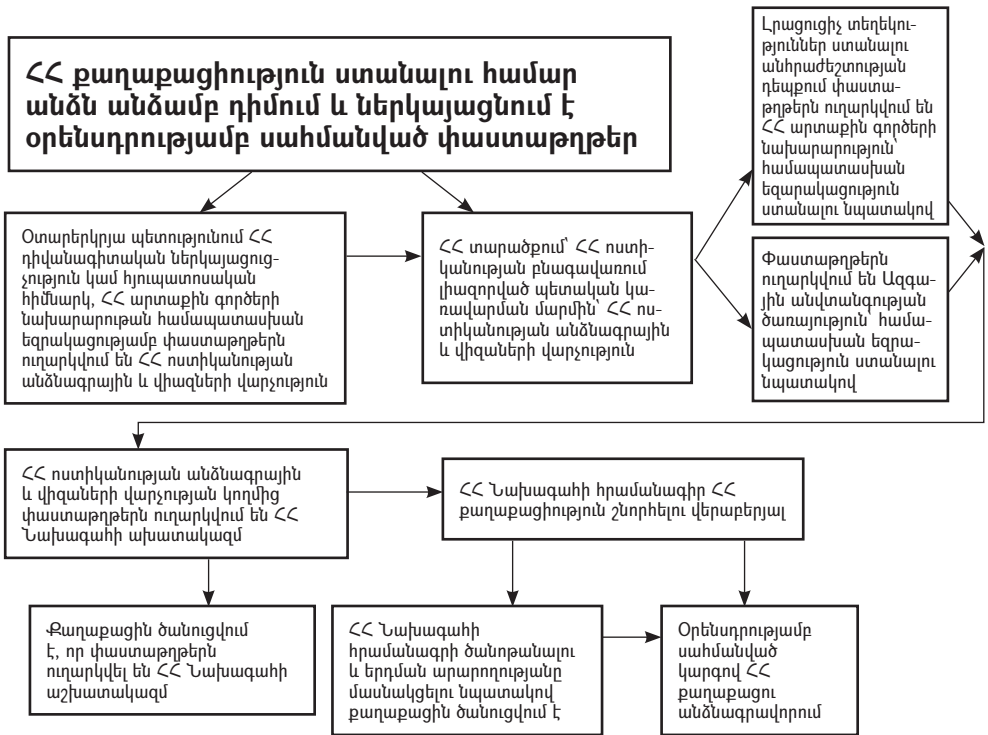 ՀՀ քաղաքացիություն ստանալու համար
անձն անձամբ դիմում և ներկայացնում է
օրենսդրությամբ սահմանված փաստաթղթեր
Լրացուցիչ տեղեկու-
թյուններ ստանալու
անհրաժեշտության
դեպքում փաստա-
թղթերն ուղարկվում են
ՀՀ արտաքին գործերի
նախարարություն՝
համապատասխան
եզարակացություն
ստանալու նպատակով
Օտարերկրյա պետությունում ՀՀ
դիվանագիտական ներկայացուց-
չություն կամ հյուպատոսական
հիմնարկ, ՀՀ արտաքին գործերի
նախարարութան համապատասխան
եզրակացությամբ փաստաթղթերն
ուղարկվում են ՀՀ ոստիկանության
անձնագրային և վիազների վարչություն
ՀՀ տարածքում՝ ՀՀ ոստի-
կանության բնագավառում
լիազորված պետական կա-
ռավարման մարմին՝ ՀՀ ոս-
տիկանության անձնագրային
և վիզաների վարչություն
Փաստաթղթերն
ուղարկվում են Ազգա-
յին անվտանգության
ծառայություն՝ համա-
պատասխան եզրա-
կացություն ստանալու
նպատակով
ՀՀ ոստիկանության անձնագրային
և վիզաների վարչության կողմից
փաստաթղթերն ուղարկվում են ՀՀ
Նախագահի ախատակազմ
ՀՀ Նախագահի հրամանագիր ՀՀ
քաղաքացիություն շնորհելու վերաբերյալ
Քաղաքացին ծանուցվում
է, որ փաստաթղթերն
ուղարկվել են ՀՀ Նախագահի
աշխատակազմ
ՀՀ Նախագահի
հրամանագրի ծանոթանալու
և երդման արարողությանը
մասնակցելու նպատակով
քաղաքացին ծանուցվում է
Օրենսդրությամբ
սահմանված
կարգով ՀՀ
քաղաքացու
անձնագրավորում